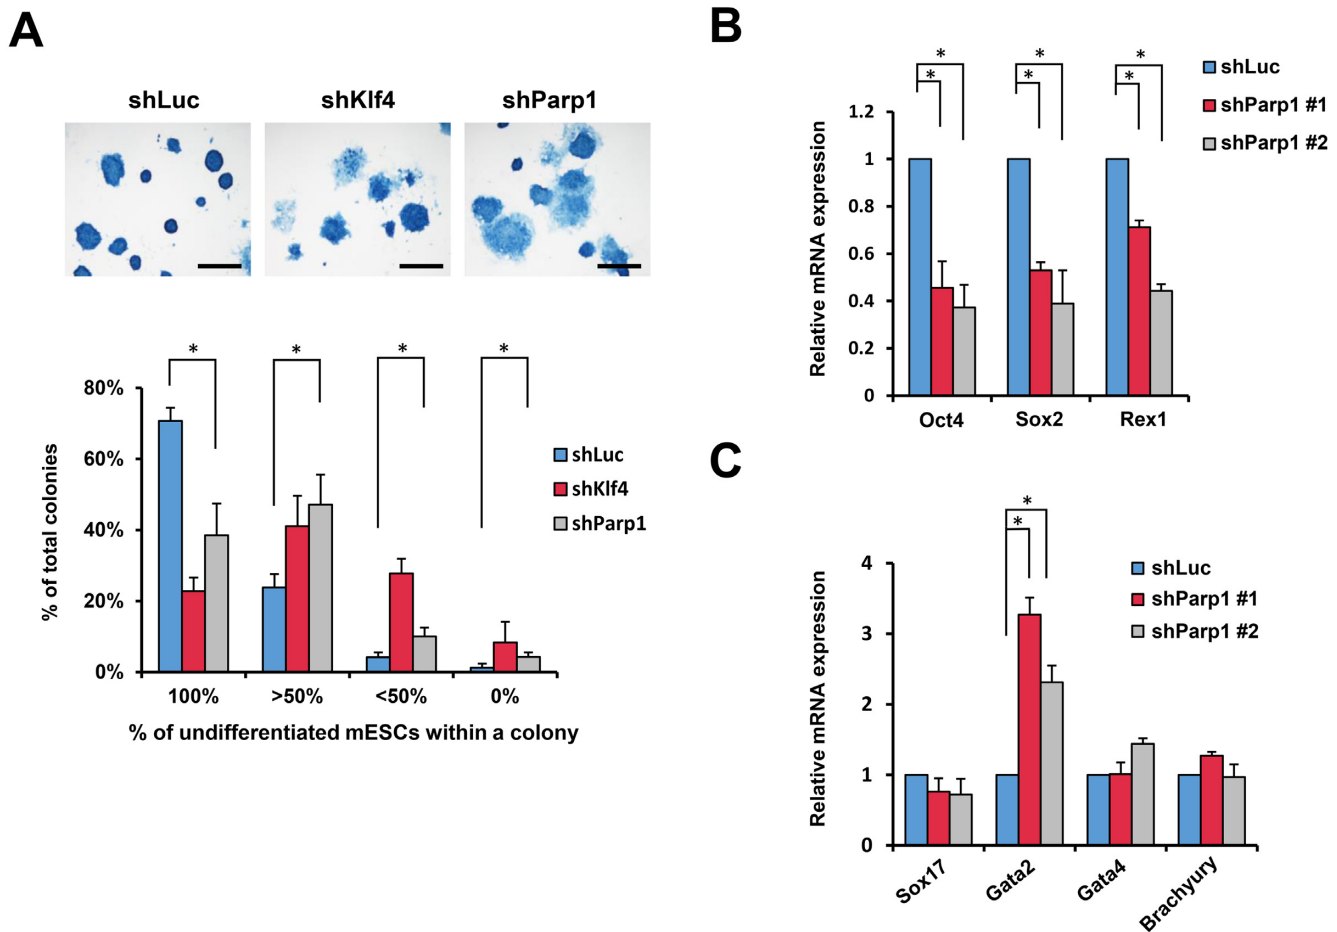 A
shLuc
shKlf4
shParp1
*
*
*
*
80%
60%
40%
20%
0%
% of total colonies
shLuc
shKlf4
shParp1
100%
>50%
<50%
0%
% of undifferentiated mESCs within a colony
B
*
*
*
*
*
*
shLuc
shParp1 #1
shParp1 #2
1.2
1
0.8
0.6
0.4
0.2
0
Relative mRNA expression
Oct4
Sox2
Rex1
C
*
*
shLuc
shParp1 #1
shParp1 #2
4
3
2
1
0
Relative mRNA expression
Sox17
Gata2
Gata4
Brachyury